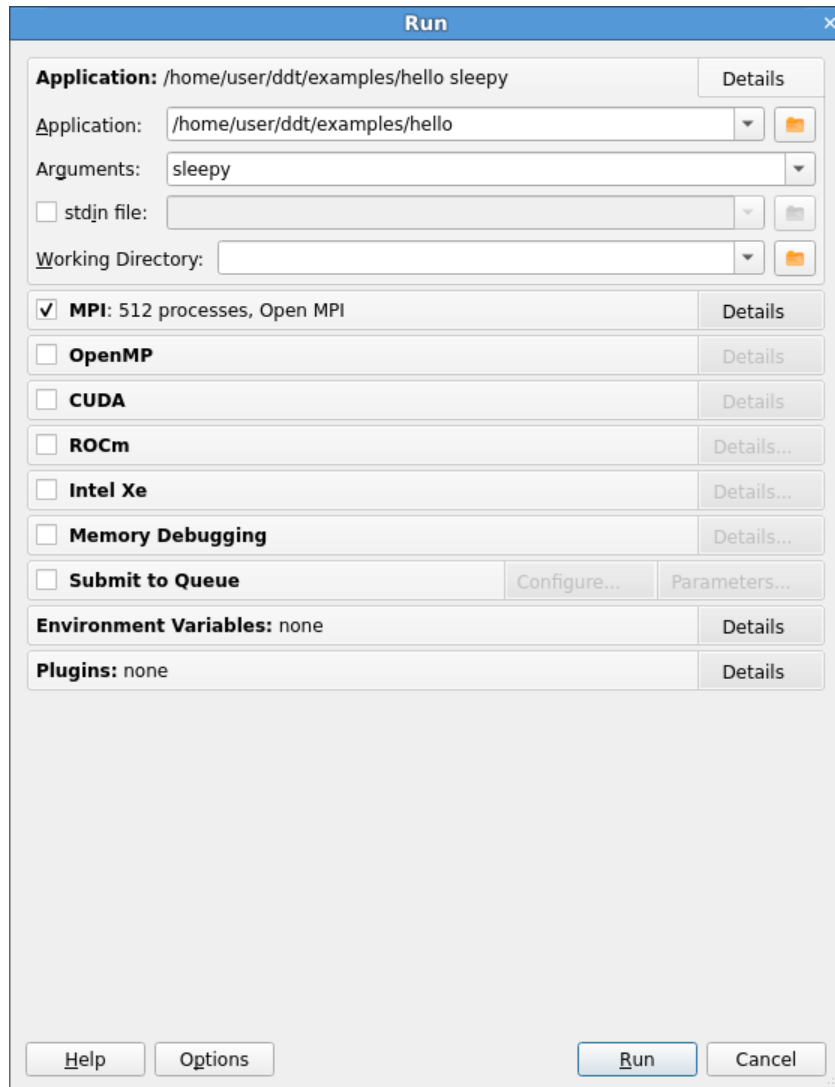 Run
Application: /home/user/ddt/examples/hello sleepy Details
Application: /home/user/ddt/examples/hello
Arguments: sleepy
stdin file:
Working Directory:
MPI: 512 processes, Open MPI Details
OpenMP Details
CUDA Details
ROCm Details...
Intel Xe Details...
Memory Debugging Details...
Submit to Queue Configure... Parameters...
Environment Variables: none Details
Plugins: none Details
Help Options Run Cancel